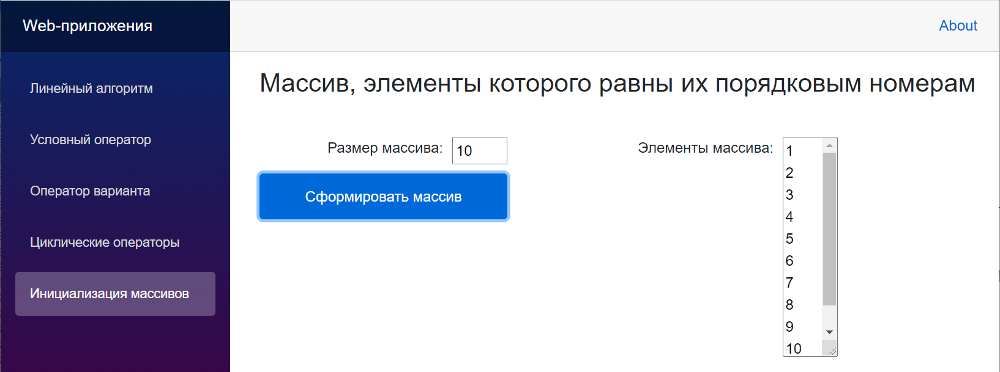 Web-приложения
About
Линейный алгоритм
Условный оператор
Оператор варианта
Циклические операторы
Инициализация массивов
Массив, элементы которого равны их порядковым номерам
Размер массива: 10
Сформировать массив
Элементы массива:
1
2
3
4
5
6
7
8
9
10